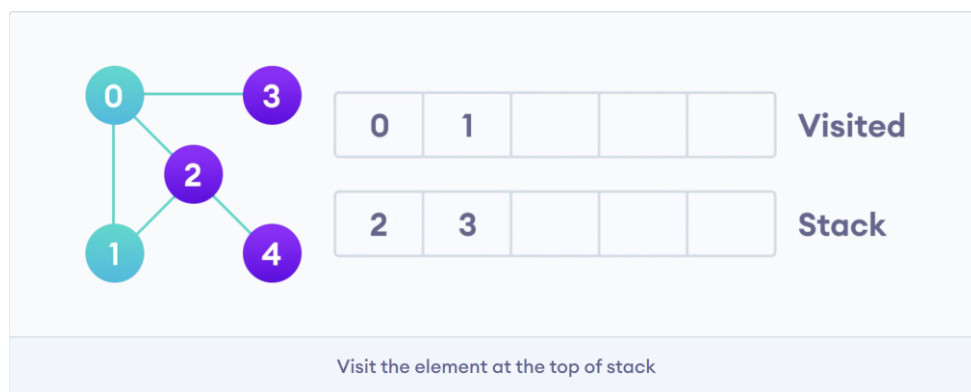 0 3
2
1 4
0 1 Visited
2 3 Stack
Visit the element at the top of stack